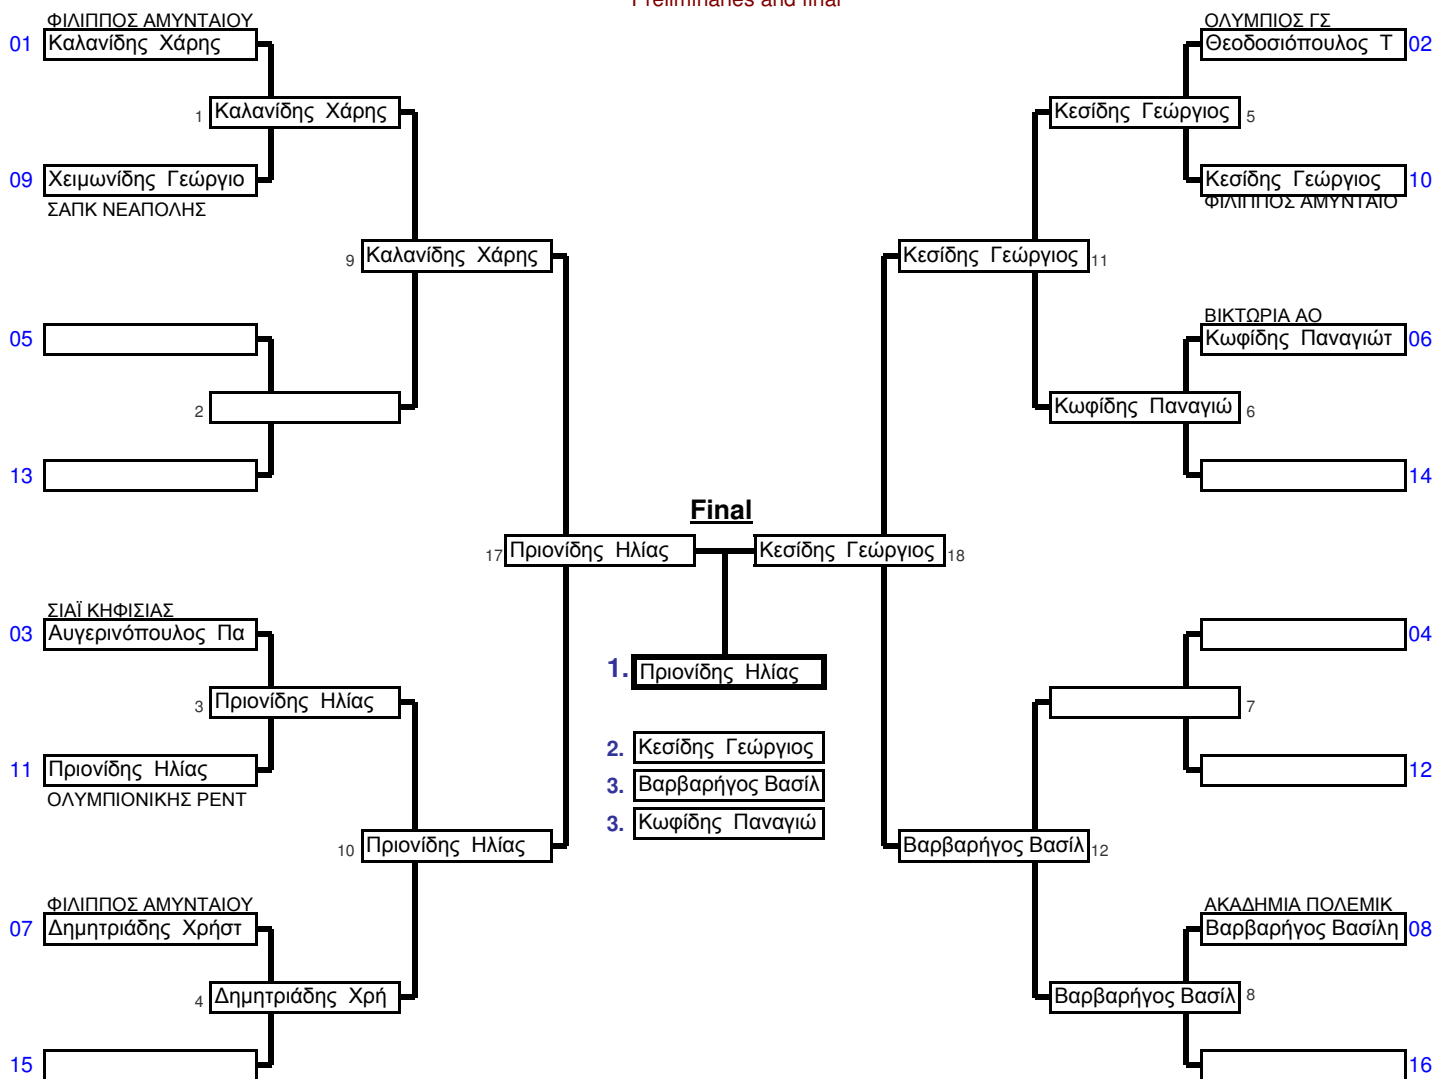 Preliminaries and final
ΦΙΛΙΠΠΟΣ ΑΜΥΝΤΑΙΟΥ
01 Καλανίδης Χάρης
1 Καλανίδης Χάρης
09 Χειμωνίδης Γεώργιο
ΣΑΠΚ ΝΕΑΠΟΛΗΣ
9 Καλανίδης Χάρης
05
2
13
17 Πριονίδης Ηλίας
ΣΙΑΪ ΚΗΦΙΣΙΑΣ
03 Αυγερινόπουλος Πα
3 Πριονίδης Ηλίας
11 Πριονίδης Ηλίας
ΟΛΥΜΠΙΟΝΙΚΗΣ ΡΕΝΤ
10 Πριονίδης Ηλίας
ΦΙΛΙΠΠΟΣ ΑΜΥΝΤΑΙΟΥ
07 Δημητριάδης Χρήστ
4 Δημητριάδης Χρή
15
Final
1. Πριονίδης Ηλίας
2. Κεσίδης Γεώργιος
3. Βαρβαρήγος Βασίλ
3. Κωφίδης Παναγιώ
ΟΛΥΜΠΙΟΣ ΓΣ
Θεοδοσιόπουλος Τ 02
Κεσίδης Γεώργιος 5
Κεσίδης Γεώργιος 10
ΦΙΛΙΠΠΟΣ ΑΜΥΝΤΑΙΟ
Κεσίδης Γεώργιος 11
ΒΙΚΤΩΡΙΑ ΑΟ
Κωφίδης Παναγιώτ 06
Κωφίδης Παναγιώ 6
14
Κεσίδης Γεώργιος 18
04
7
12
Βαρβαρήγος Βασίλ 12
ΑΚΑΔΗΜΙΑ ΠΟΛΕΜΙΚ
Βαρβαρήγος Βασίλη 08
Βαρβαρήγος Βασίλ 8
16